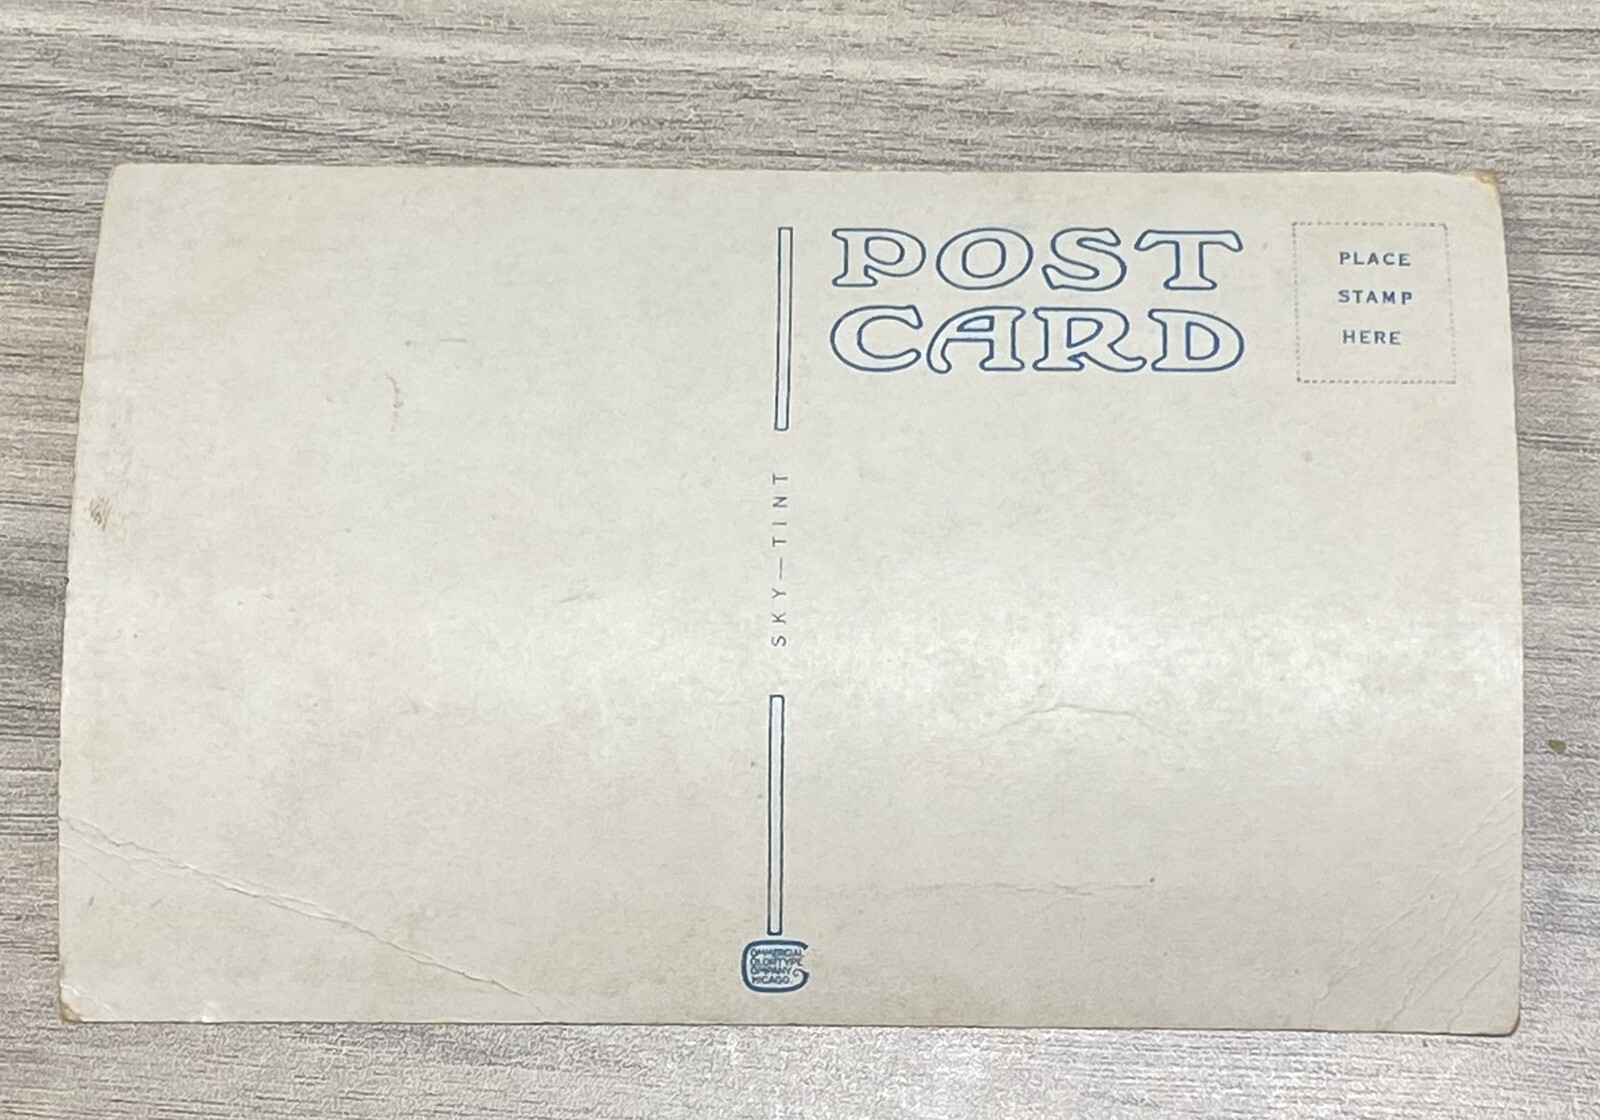 POST
CARD
PLACE
STAMP
HERE
SKY—TINT
COMMERCIAL
COLORTYPE
COMPANY
CHICAGO